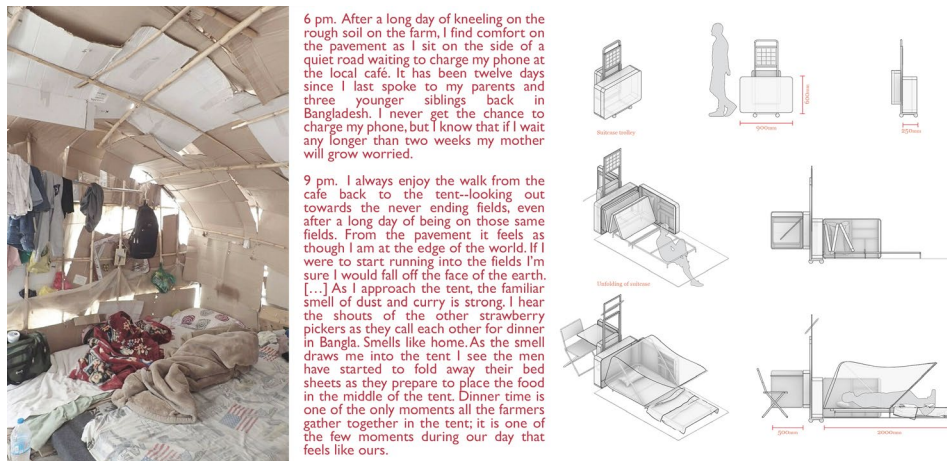 6 pm. After a long day of kneeling on the
rough soil on the farm, I find comfort on
the pavement as I sit on the side of a
quiet road waiting to charge my phone at
the local café. It has been twelve days
since I last spoke to my parents and
three younger siblings back in
Bangladesh. I never get the chance to
charge my phone, but I know that if I wait
any longer than two weeks my mother
will grow worried.
9 pm. I always enjoy the walk from the
cafe back to the tent--looking out
towards the never ending fields, even
after a long day of being on those same
fields. From the pavement it feels as
though I am at the edge of the world. If I
were to start running into the fields I'm
sure I would fall off the face of the earth.
[...] As I approach the tent, the familiar
smell of dust and curry is strong. I hear
the shouts of the other strawberry
pickers as they call each other for dinner
in Bangla. Smells like home. As the smell
draws me into the tent I see the men
have started to fold away their bed
sheets as they prepare to place the food
in the middle of the tent. Dinner time is
one of the only moments all the farmers
gather together in the tent; it is one of
the few moments during our day that
feels like ours.
Suitcase trolley
900mm
600mm
250mm
Unfolding of suitcase
500mm
2000mm